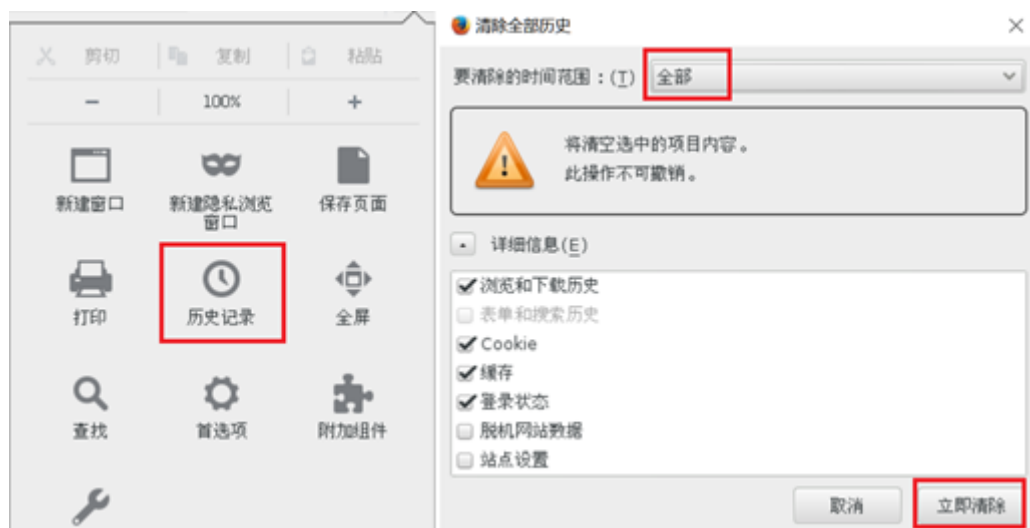 剪切 复制 粘贴
− 100% +
新建窗口 新建隐私浏览 保存页面
窗口
打印 历史记录 全屏
查找 首选项 附加组件
清除全部历史
要清除的时间范围：(T) 全部
将清空选中的项目内容。
此操作不可撤销。
详细信息(E)
浏览和下载历史
表单和搜索历史
Cookie
缓存
登录状态
脱机网站数据
站点设置
取消 立即清除